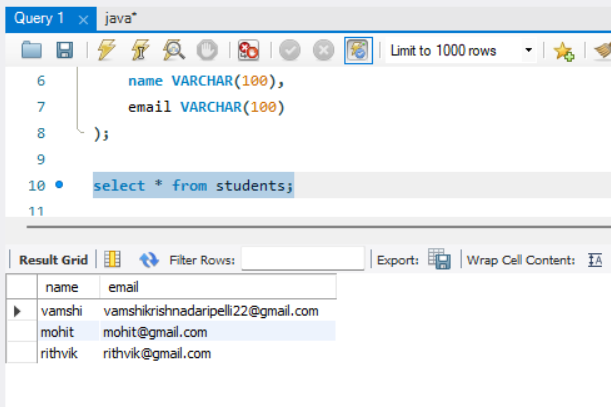 Query 1 × java*
Limit to 1000 rows
6 name VARCHAR(100),
7 email VARCHAR(100)
8 );
9
10 select * from students;
11
Result Grid Filter Rows: Export: Wrap Cell Content: IA
name email
vamshi vamshikrishnadaripelli22@gmail.com
mohit mohit@gmail.com
rithvik rithvik@gmail.com